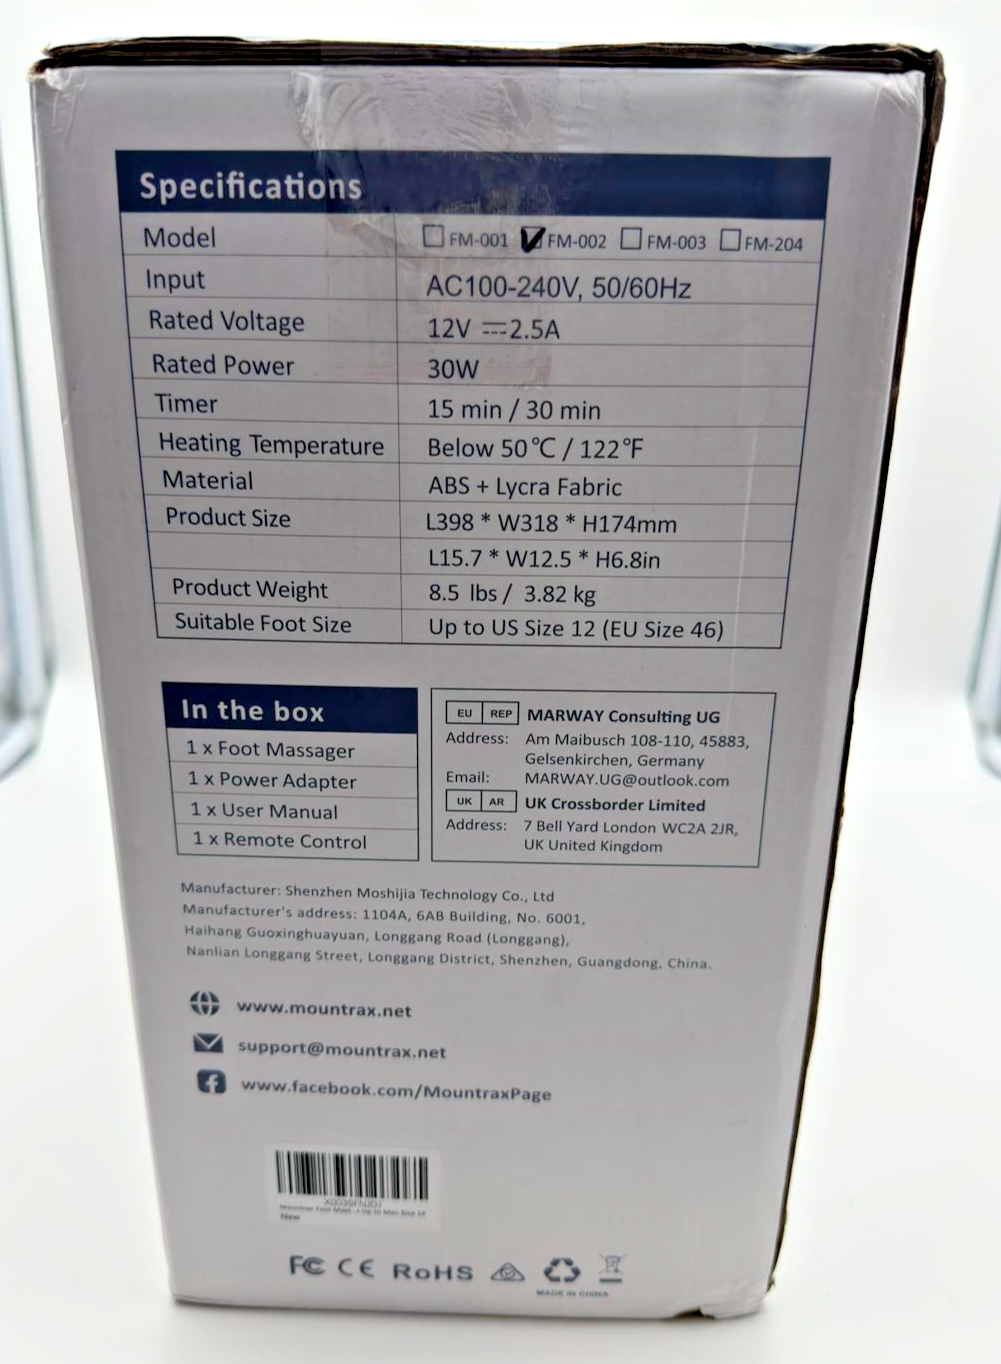 Specifications
Model FM-001 FM-002 FM-003 FM-204
Input AC100-240V, 50/60Hz
Rated Voltage 12V ⎓2.5A
Rated Power 30W
Timer 15 min / 30 min
Heating Temperature Below 50℃ / 122℉
Material ABS + Lycra Fabric
Product Size L398 * W318 * H174mm
L15.7 * W12.5 * H6.8in
Product Weight 8.5 lbs / 3.82 kg
Suitable Foot Size Up to US Size 12 (EU Size 46)
In the box
1 x Foot Massager
1 x Power Adapter
1 x User Manual
1 x Remote Control
EU REP MARWAY Consulting UG
Address: Am Maibusch 108-110, 45883,
Gelsenkirchen, Germany
Email: MARWAY.UG@outlook.com
UK AR UK Crossborder Limited
Address: 7 Bell Yard London WC2A 2JR,
UK United Kingdom
Manufacturer: Shenzhen Moshijia Technology Co., Ltd
Manufacturer's address: 1104A, 6AB Building, No. 6001,
Haihang Guoxinghuayuan, Longgang Road (Longgang),
Nanlian Longgang Street, Longgang District, Shenzhen, Guangdong, China.
www.mountrax.net
support@mountrax.net
www.facebook.com/MountraxPage
Mountrax Foot Up to Men Size 12
New
FC CE RoHS
MADE IN CHINA